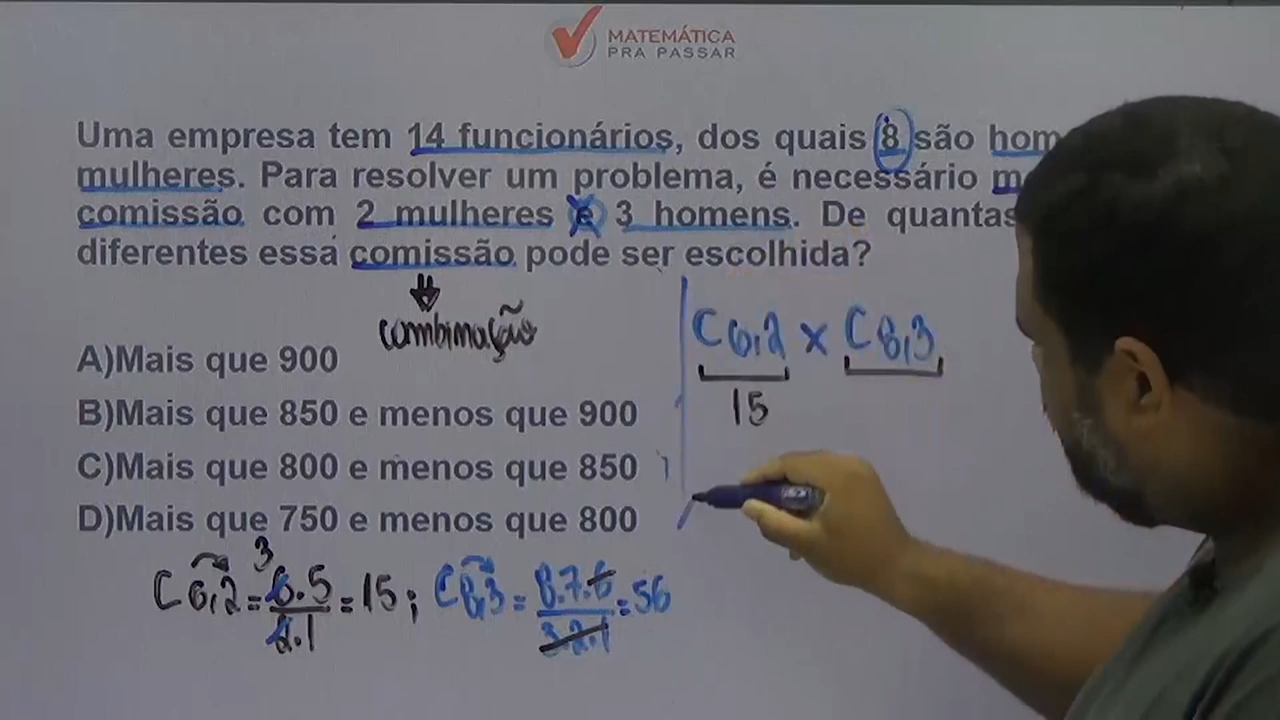 MATEMÁTICA
PRA PASSAR
Uma empresa tem 14 funcionários, dos quais 8 são
mulheres. Para resolver um problema, é necessário
comissão com 2 mulheres e 3 homens. De quantas
diferentes essa comissão pode ser escolhida?
combinação
C6,2 x C8,3
15
A)Mais que 900
B)Mais que 850 e menos que 900
C)Mais que 800 e menos que 850
D)Mais que 750 e menos que 800
3
C6,2 = 6.5/2.1 = 15; C8,3 = 8.7.6/3.2.1 = 56